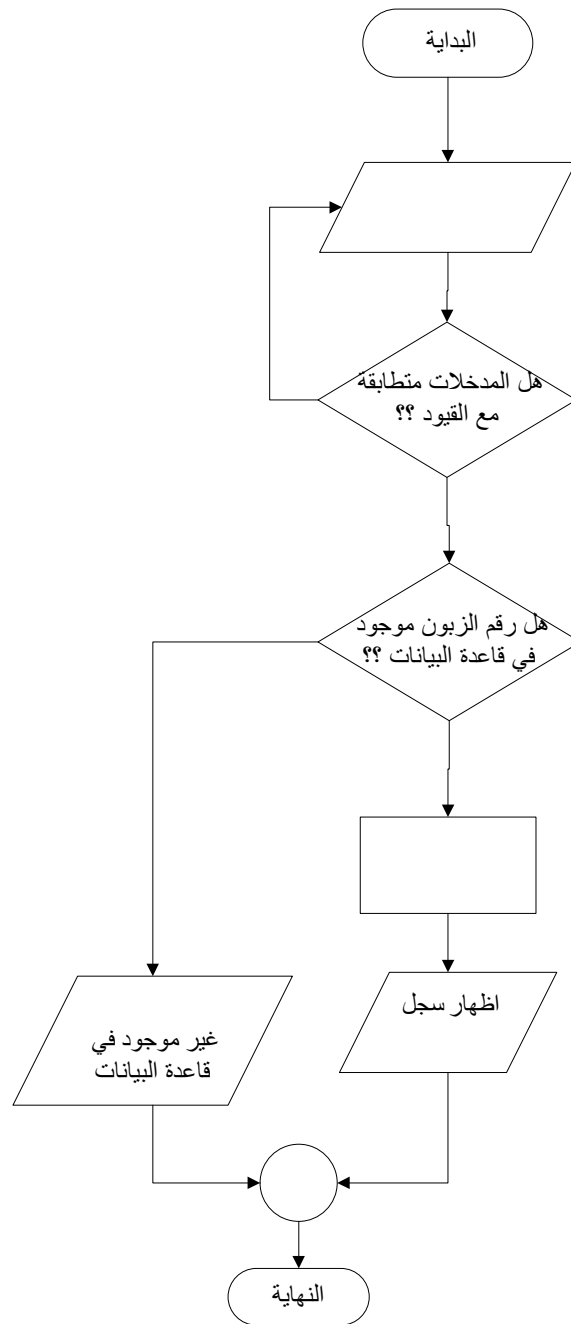 البداية
هل المدخلات متطابقة
مع القيود ؟؟
هل رقم الزبون موجود
في قاعدة البيانات ؟؟
اظهار سجل
غير موجود في
قاعدة البيانات
النهاية